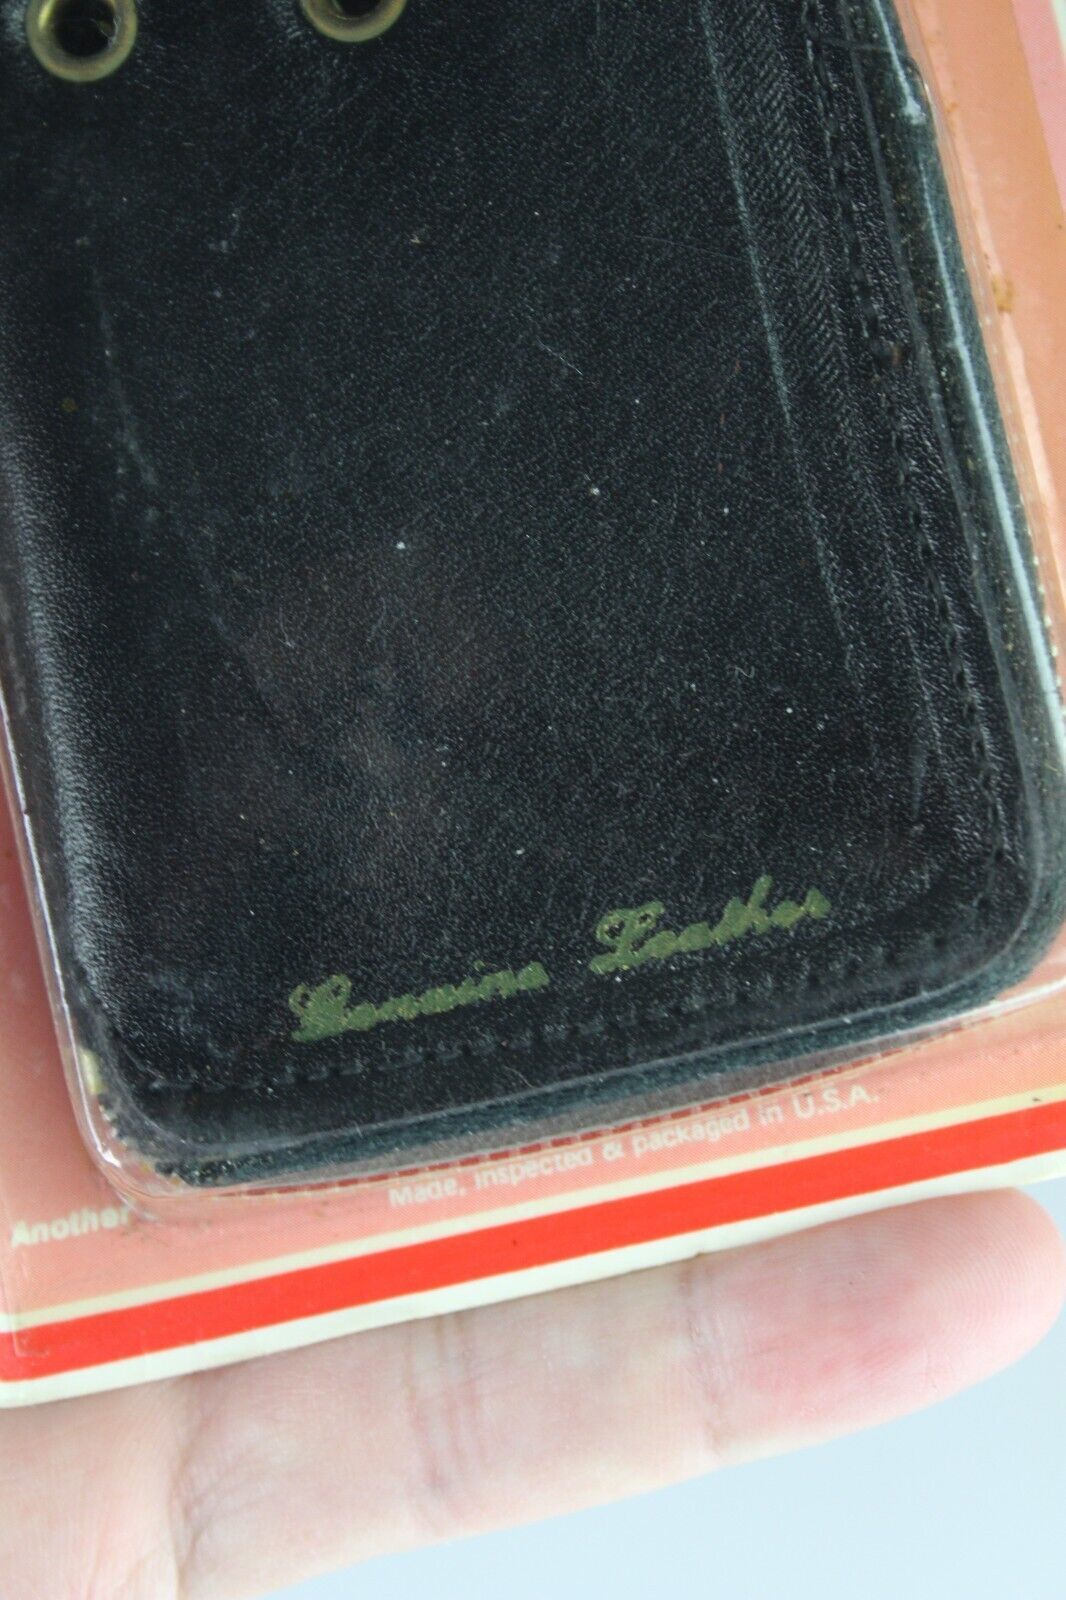 Genuine Leather
Made, inspected & packaged in U.S.A.
Another